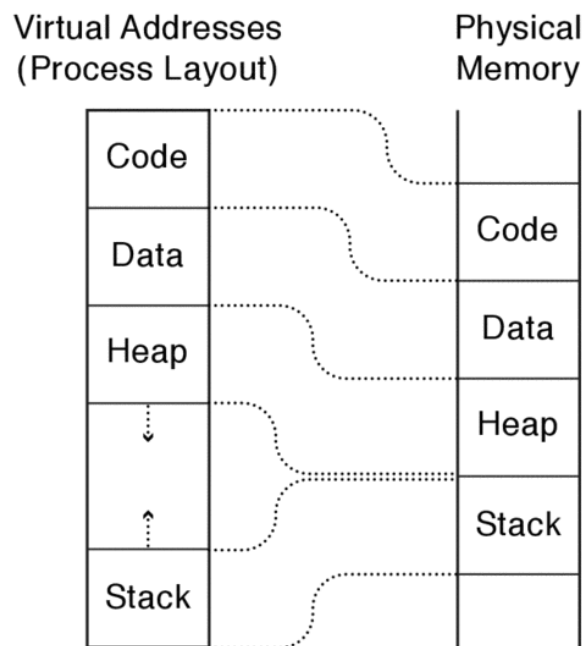 Virtual Addresses
(Process Layout)
Physical
Memory
Code
Data
Heap
Stack
Code
Data
Heap
Stack